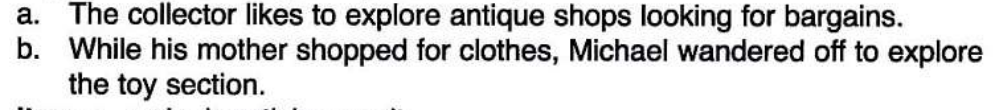 a. The collector likes to explore antique shops looking for bargains.
b. While his mother shopped for clothes, Michael wandered off to explore
the toy section.